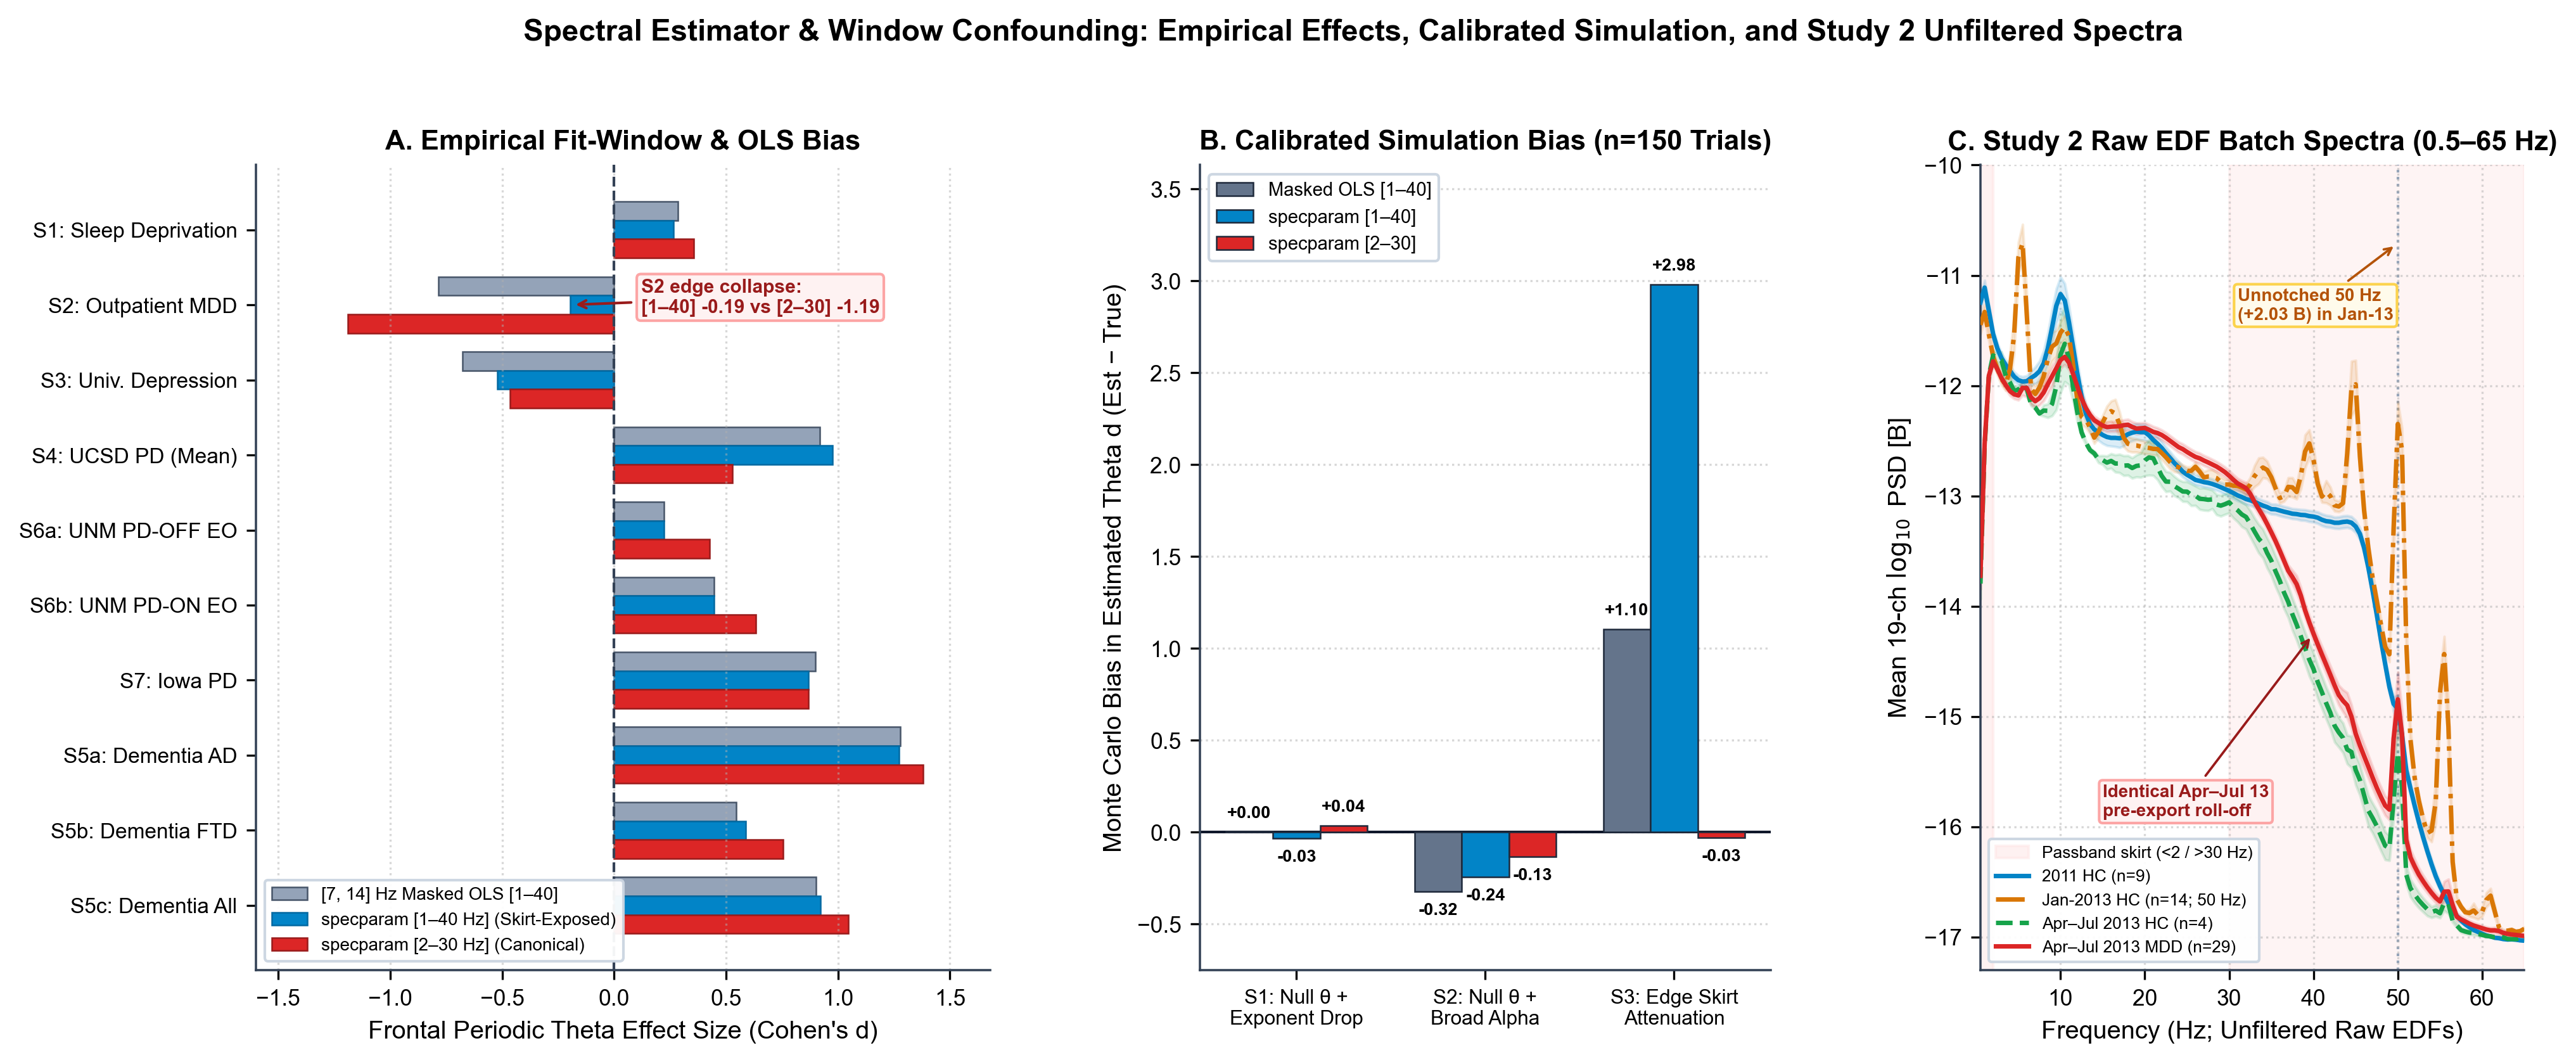 Spectral Estimator & Window Confounding: Empirical Effects, Calibrated Simulation, and Study 2 Unfiltered Spectra
A. Empirical Fit-Window & OLS Bias
S1: Sleep Deprivation
S2: Outpatient MDD
S3: Univ. Depression
S4: UCSD PD (Mean)
S6a: UNM PD-OFF EO
S6b: UNM PD-ON EO
S7: Iowa PD
S5a: Dementia AD
S5b: Dementia FTD
S5c: Dementia All
S2 edge collapse:
[1–40] -0.19 vs [2–30] -1.19
[7, 14] Hz Masked OLS [1–40]
specparam [1–40 Hz] (Skirt-Exposed)
specparam [2–30 Hz] (Canonical)
−1.5 −1.0 −0.5 0.0 0.5 1.0 1.5
Frontal Periodic Theta Effect Size (Cohen's d)
B. Calibrated Simulation Bias (n=150 Trials)
Monte Carlo Bias in Estimated Theta d (Est − True)
3.5
3.0
2.5
2.0
1.5
1.0
0.5
0.0
−0.5
Masked OLS [1–40]
specparam [1–40]
specparam [2–30]
+0.00
-0.03
+0.04
-0.32
-0.24
-0.13
+1.10
+2.98
-0.03
S1: Null θ +
Exponent Drop
S2: Null θ +
Broad Alpha
S3: Edge Skirt
Attenuation
C. Study 2 Raw EDF Batch Spectra (0.5–65 Hz)
Mean 19-ch log10 PSD [B]
−10
−11
−12
−13
−14
−15
−16
−17
Unnotched 50 Hz
(+2.03 B) in Jan-13
Identical Apr–Jul 13
pre-export roll-off
Passband skirt (<2 / >30 Hz)
2011 HC (n=9)
Jan-2013 HC (n=14; 50 Hz)
Apr–Jul 2013 HC (n=4)
Apr–Jul 2013 MDD (n=29)
10 20 30 40 50 60
Frequency (Hz; Unfiltered Raw EDFs)